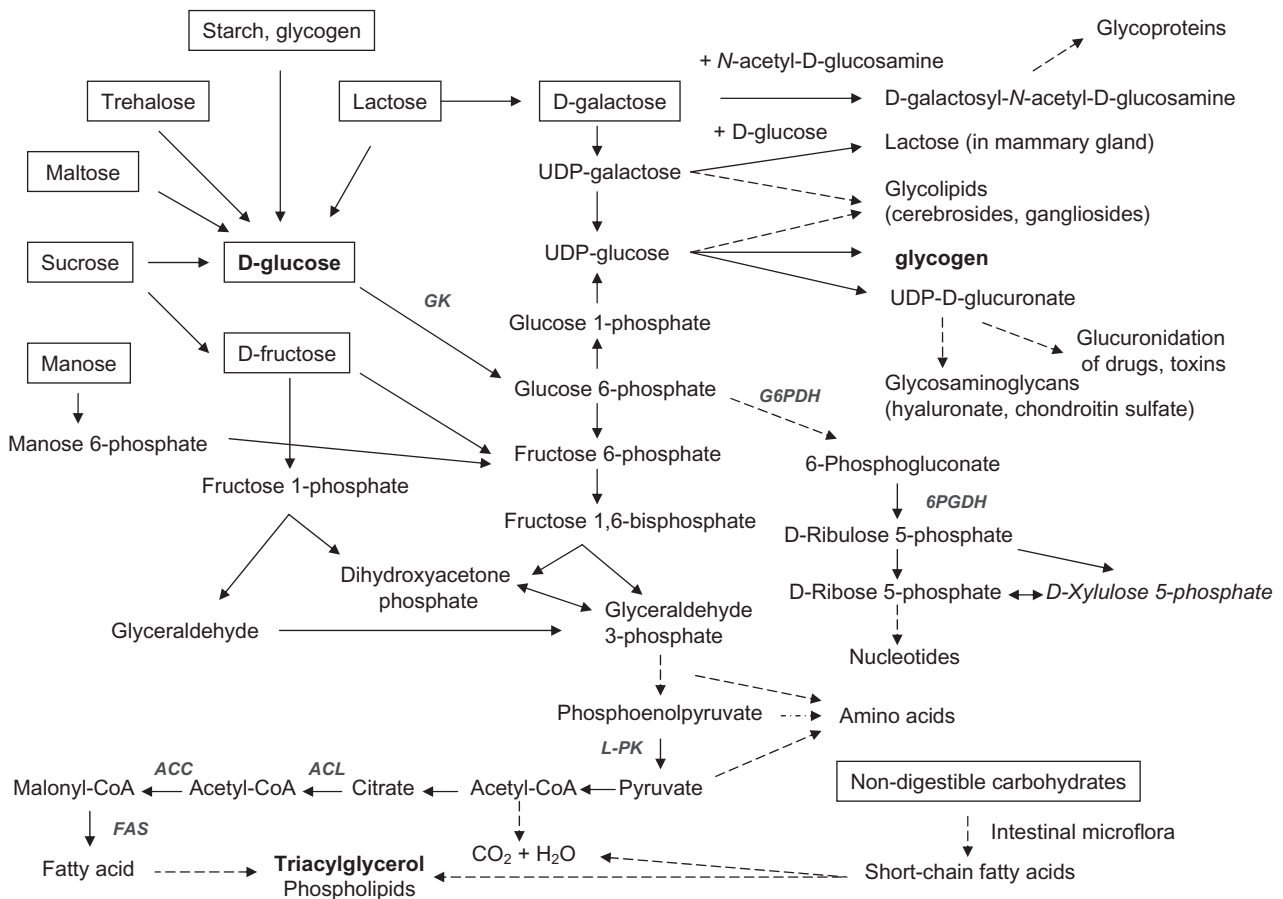 Starch, glycogen
Glycoproteins
+ N-acetyl-D-glucosamine
Trehalose
Lactose
D-galactose
D-galactosyl-N-acetyl-D-glucosamine
+ D-glucose
Lactose (in mammary gland)
Maltose
UDP-galactose
Glycolipids
(cerebrosides, gangliosides)
Sucrose
D-glucose
UDP-glucose
glycogen
GK
UDP-D-glucuronate
Glucose 1-phosphate
Glucuronidation
of drugs, toxins
Manose
D-fructose
Glucose 6-phosphate
G6PDH
Glycosaminoglycans
(hyaluronate, chondroitin sulfate)
Manose 6-phosphate
Fructose 6-phosphate
6-Phosphogluconate
Fructose 1-phosphate
6PGDH
Fructose 1,6-bisphosphate
D-Ribulose 5-phosphate
Dihydroxyacetone
phosphate
D-Ribose 5-phosphate
D-Xylulose 5-phosphate
Glyceraldehyde
Glyceraldehyde
3-phosphate
Nucleotides
Phosphoenolpyruvate
Amino acids
L-PK
ACC
ACL
Malonyl-CoA
Acetyl-CoA
Citrate
Acetyl-CoA
Pyruvate
Non-digestible carbohydrates
FAS
Intestinal microflora
Fatty acid
Triacylglycerol
Phospholipids
CO₂ + H₂O
Short-chain fatty acids